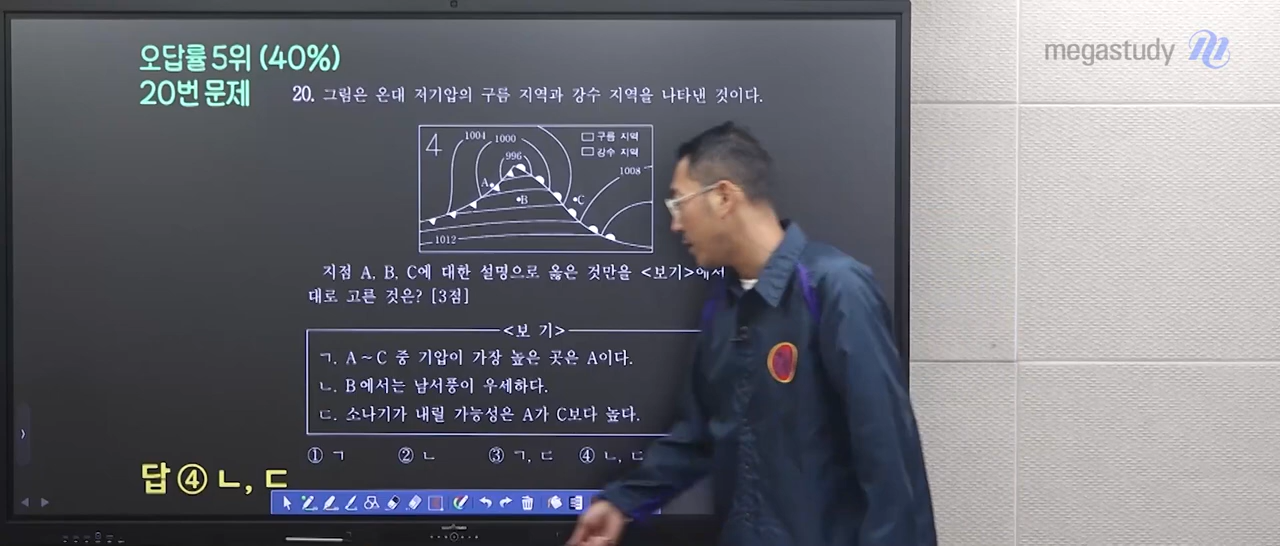 megastudy
오답률 5위 (40%)
20번 문제
20. 그림은 온대 저기압의 구름 지역과 강수 지역을 나타낸 것이다.
4
1004 1000
구름 지역
강수 지역
996
1008
A
B
C
1012
지점 A, B, C에 대한 설명으로 옳은 것만을 <보기>에서
대로 고른 것은? [3점]
<보 기>
ㄱ. A~C 중 기압이 가장 높은 곳은 A이다.
ㄴ. B에서는 남서풍이 우세하다.
ㄷ. 소나기가 내릴 가능성은 A가 C보다 높다.
① ㄱ ② ㄴ ③ ㄱ, ㄷ ④ ㄴ, ㄷ
답 ④ ㄴ, ㄷ